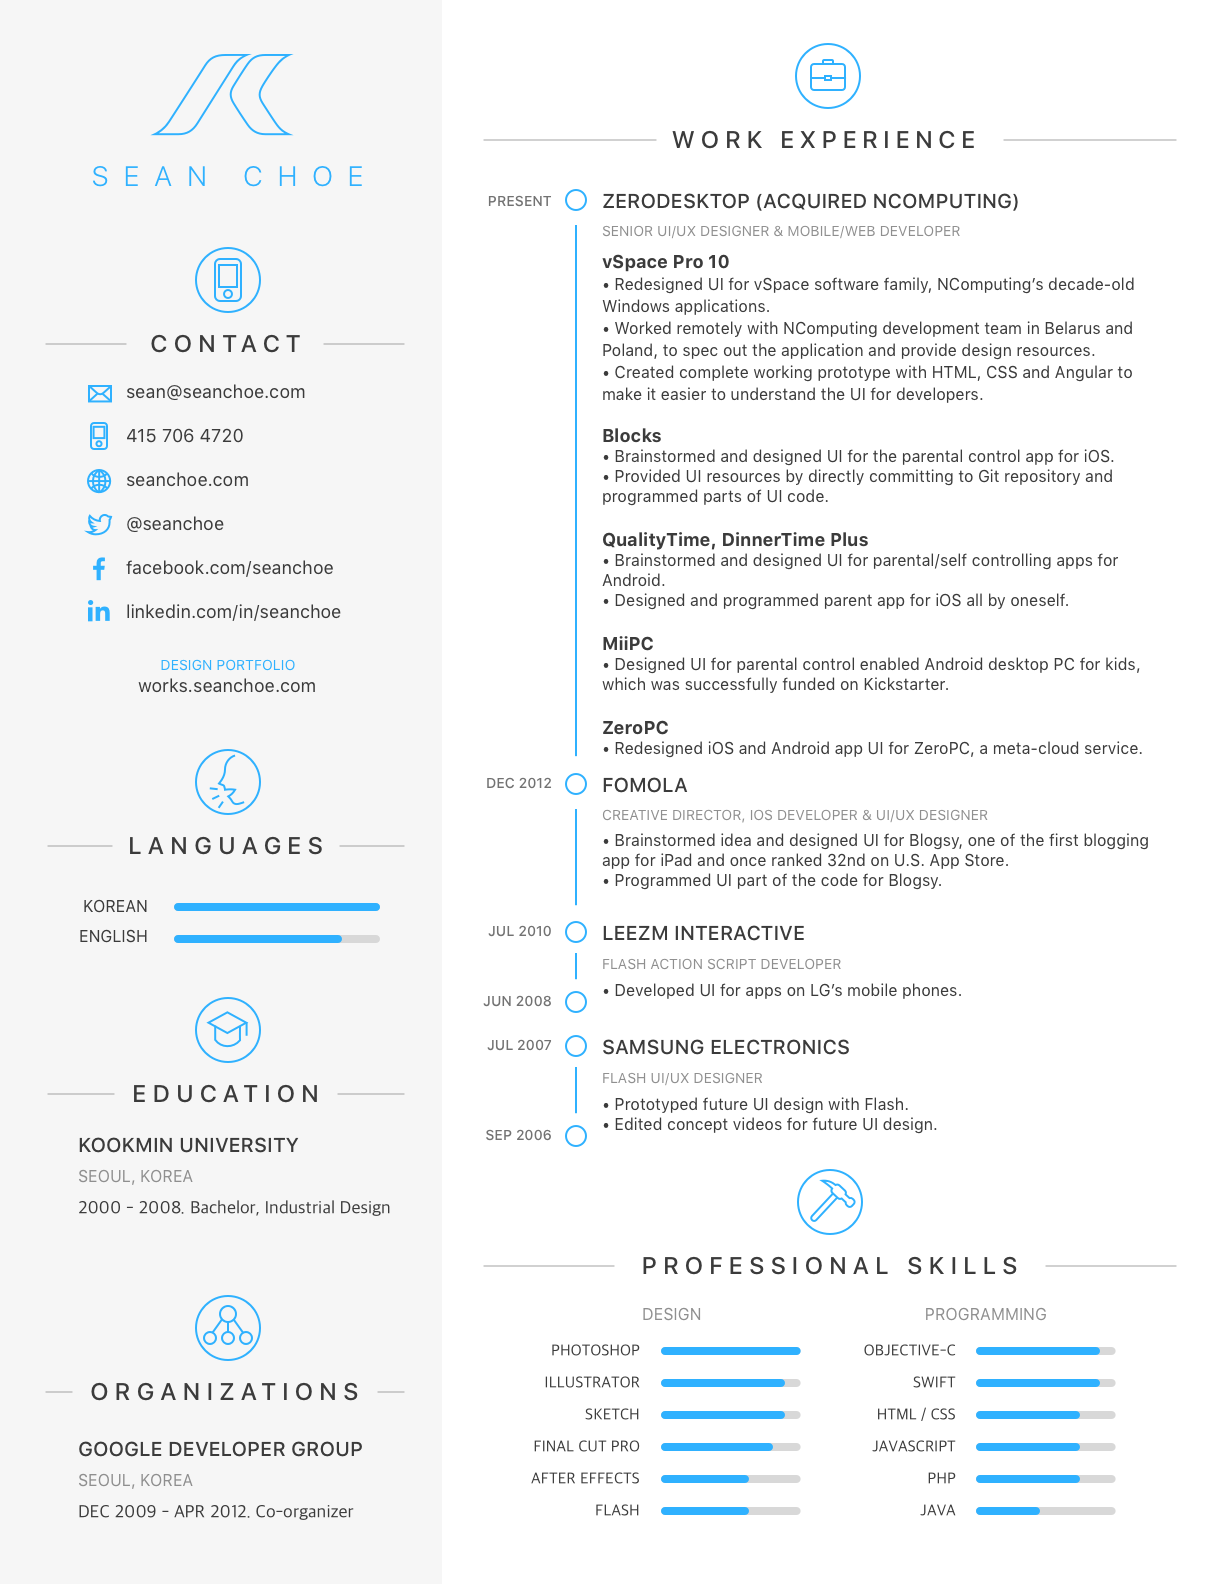 SEAN CHOE
CONTACT
sean@seanchoe.com
415 706 4720
seanchoe.com
@seanchoe
facebook.com/seanchoe
linkedin.com/in/seanchoe
DESIGN PORTFOLIO
works.seanchoe.com
LANGUAGES
KOREAN
ENGLISH
EDUCATION
KOOKMIN UNIVERSITY
SEOUL, KOREA
2000 - 2008. Bachelor, Industrial Design
ORGANIZATIONS
GOOGLE DEVELOPER GROUP
SEOUL, KOREA
DEC 2009 - APR 2012. Co-organizer
WORK EXPERIENCE
PRESENT
ZERODESKTOP (ACQUIRED NCOMPUTING)
SENIOR UI/UX DESIGNER & MOBILE/WEB DEVELOPER
vSpace Pro 10
• Redesigned UI for vSpace software family, NComputing’s decade-old
Windows applications.
• Worked remotely with NComputing development team in Belarus and
Poland, to spec out the application and provide design resources.
• Created complete working prototype with HTML, CSS and Angular to
make it easier to understand the UI for developers.
Blocks
• Brainstormed and designed UI for the parental control app for iOS.
• Provided UI resources by directly committing to Git repository and
programmed parts of UI code.
QualityTime, DinnerTime Plus
• Brainstormed and designed UI for parental/self controlling apps for
Android.
• Designed and programmed parent app for iOS all by oneself.
MiiPC
• Designed UI for parental control enabled Android desktop PC for kids,
which was successfully funded on Kickstarter.
ZeroPC
• Redesigned iOS and Android app UI for ZeroPC, a meta-cloud service.
DEC 2012
FOMOLA
CREATIVE DIRECTOR, IOS DEVELOPER & UI/UX DESIGNER
• Brainstormed idea and designed UI for Blogsy, one of the first blogging
app for iPad and once ranked 32nd on U.S. App Store.
• Programmed UI part of the code for Blogsy.
JUL 2010
LEEZM INTERACTIVE
FLASH ACTION SCRIPT DEVELOPER
• Developed UI for apps on LG’s mobile phones.
JUN 2008
JUL 2007
SAMSUNG ELECTRONICS
FLASH UI/UX DESIGNER
• Prototyped future UI design with Flash.
• Edited concept videos for future UI design.
SEP 2006
PROFESSIONAL SKILLS
DESIGN
PHOTOSHOP
ILLUSTRATOR
SKETCH
FINAL CUT PRO
AFTER EFFECTS
FLASH
PROGRAMMING
OBJECTIVE-C
SWIFT
HTML / CSS
JAVASCRIPT
PHP
JAVA